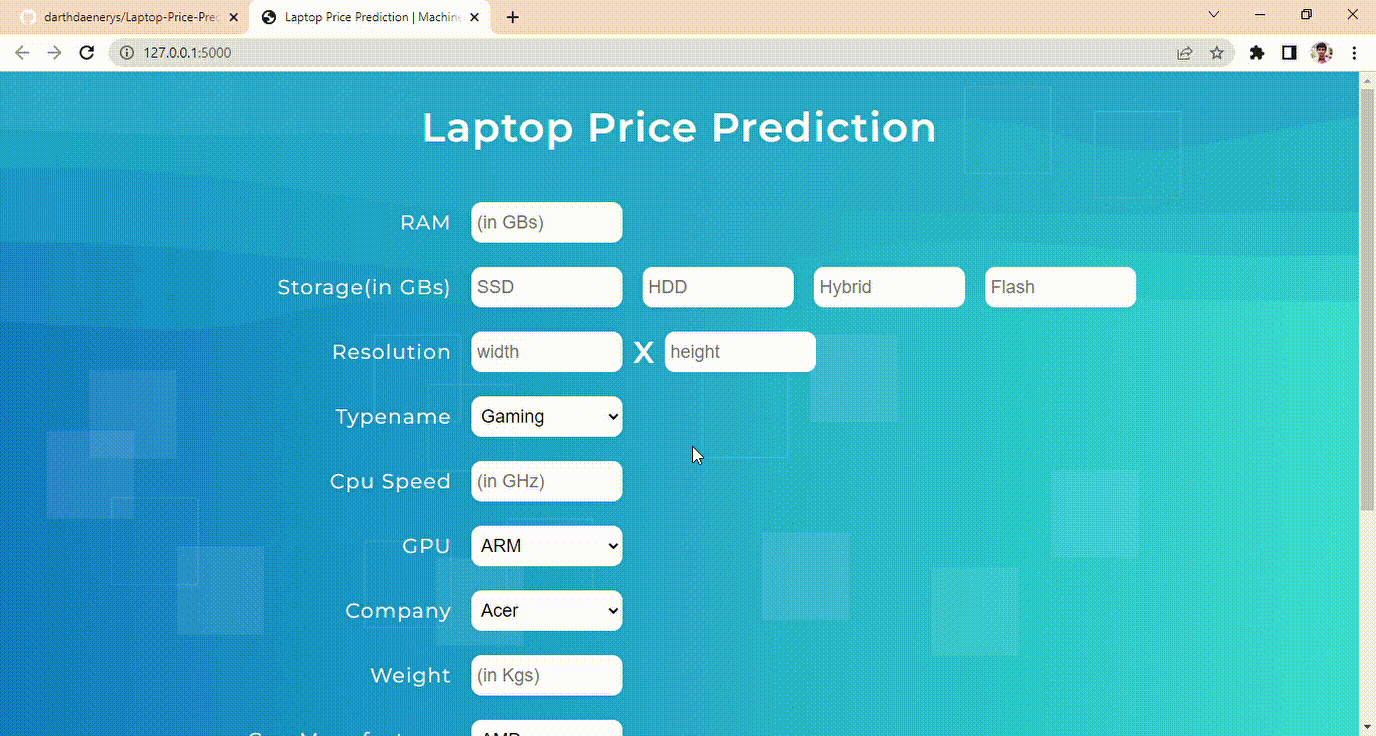 darthdaenerys/Laptop-Price-Pred
Laptop Price Prediction | Machine
127.0.0.1:5000
Laptop Price Prediction
RAM (in GBs)
Storage(in GBs) SSD HDD Hybrid Flash
Resolution width X height
Typename Gaming
Cpu Speed (in GHz)
GPU ARM
Company Acer
Weight (in Kgs)
AMD